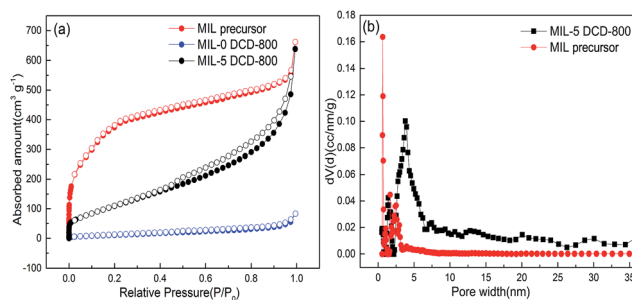 (a)
MIL precursor
MIL-0 DCD-800
MIL-5 DCD-800
Absorbed amount(cm³ g⁻¹)
700
600
500
400
300
200
100
0
-100
0.0 0.2 0.4 0.6 0.8 1.0
Relative Pressure(P/P₀)
(b)
MIL-5 DCD-800
MIL precursor
dV(d)(cc/nm/g)
0.18
0.16
0.14
0.12
0.10
0.08
0.06
0.04
0.02
0.00
0 5 10 15 20 25 30 35
Pore width(nm)